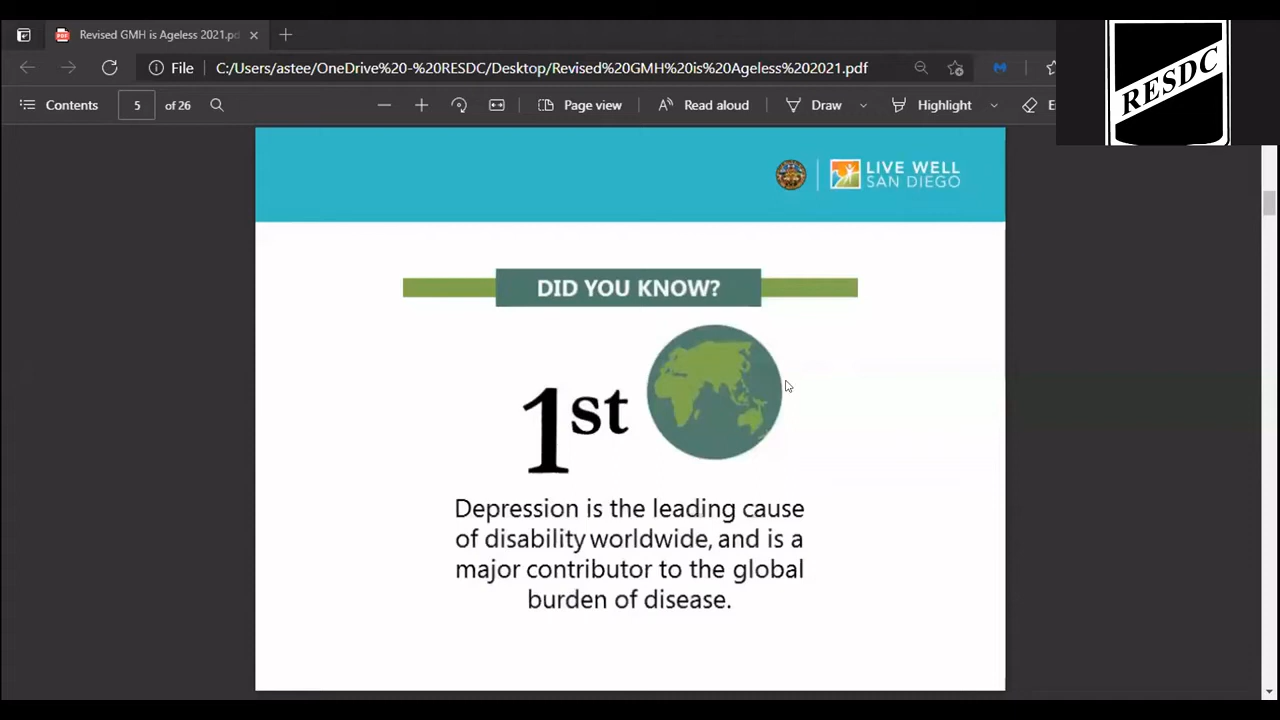 Revised GMH is Ageless 2021.pd
File
C:/Users/astee/OneDrive%20-%20RESDC/Desktop/Revised%20GMH%20is%20Ageless%202021.pdf
Contents
5
of 26
Page view
Read aloud
Draw
Highlight
RESDC
LIVE WELL
SAN DIEGO
DID YOU KNOW?
1st
Depression is the leading cause
of disability worldwide, and is a
major contributor to the global
burden of disease.